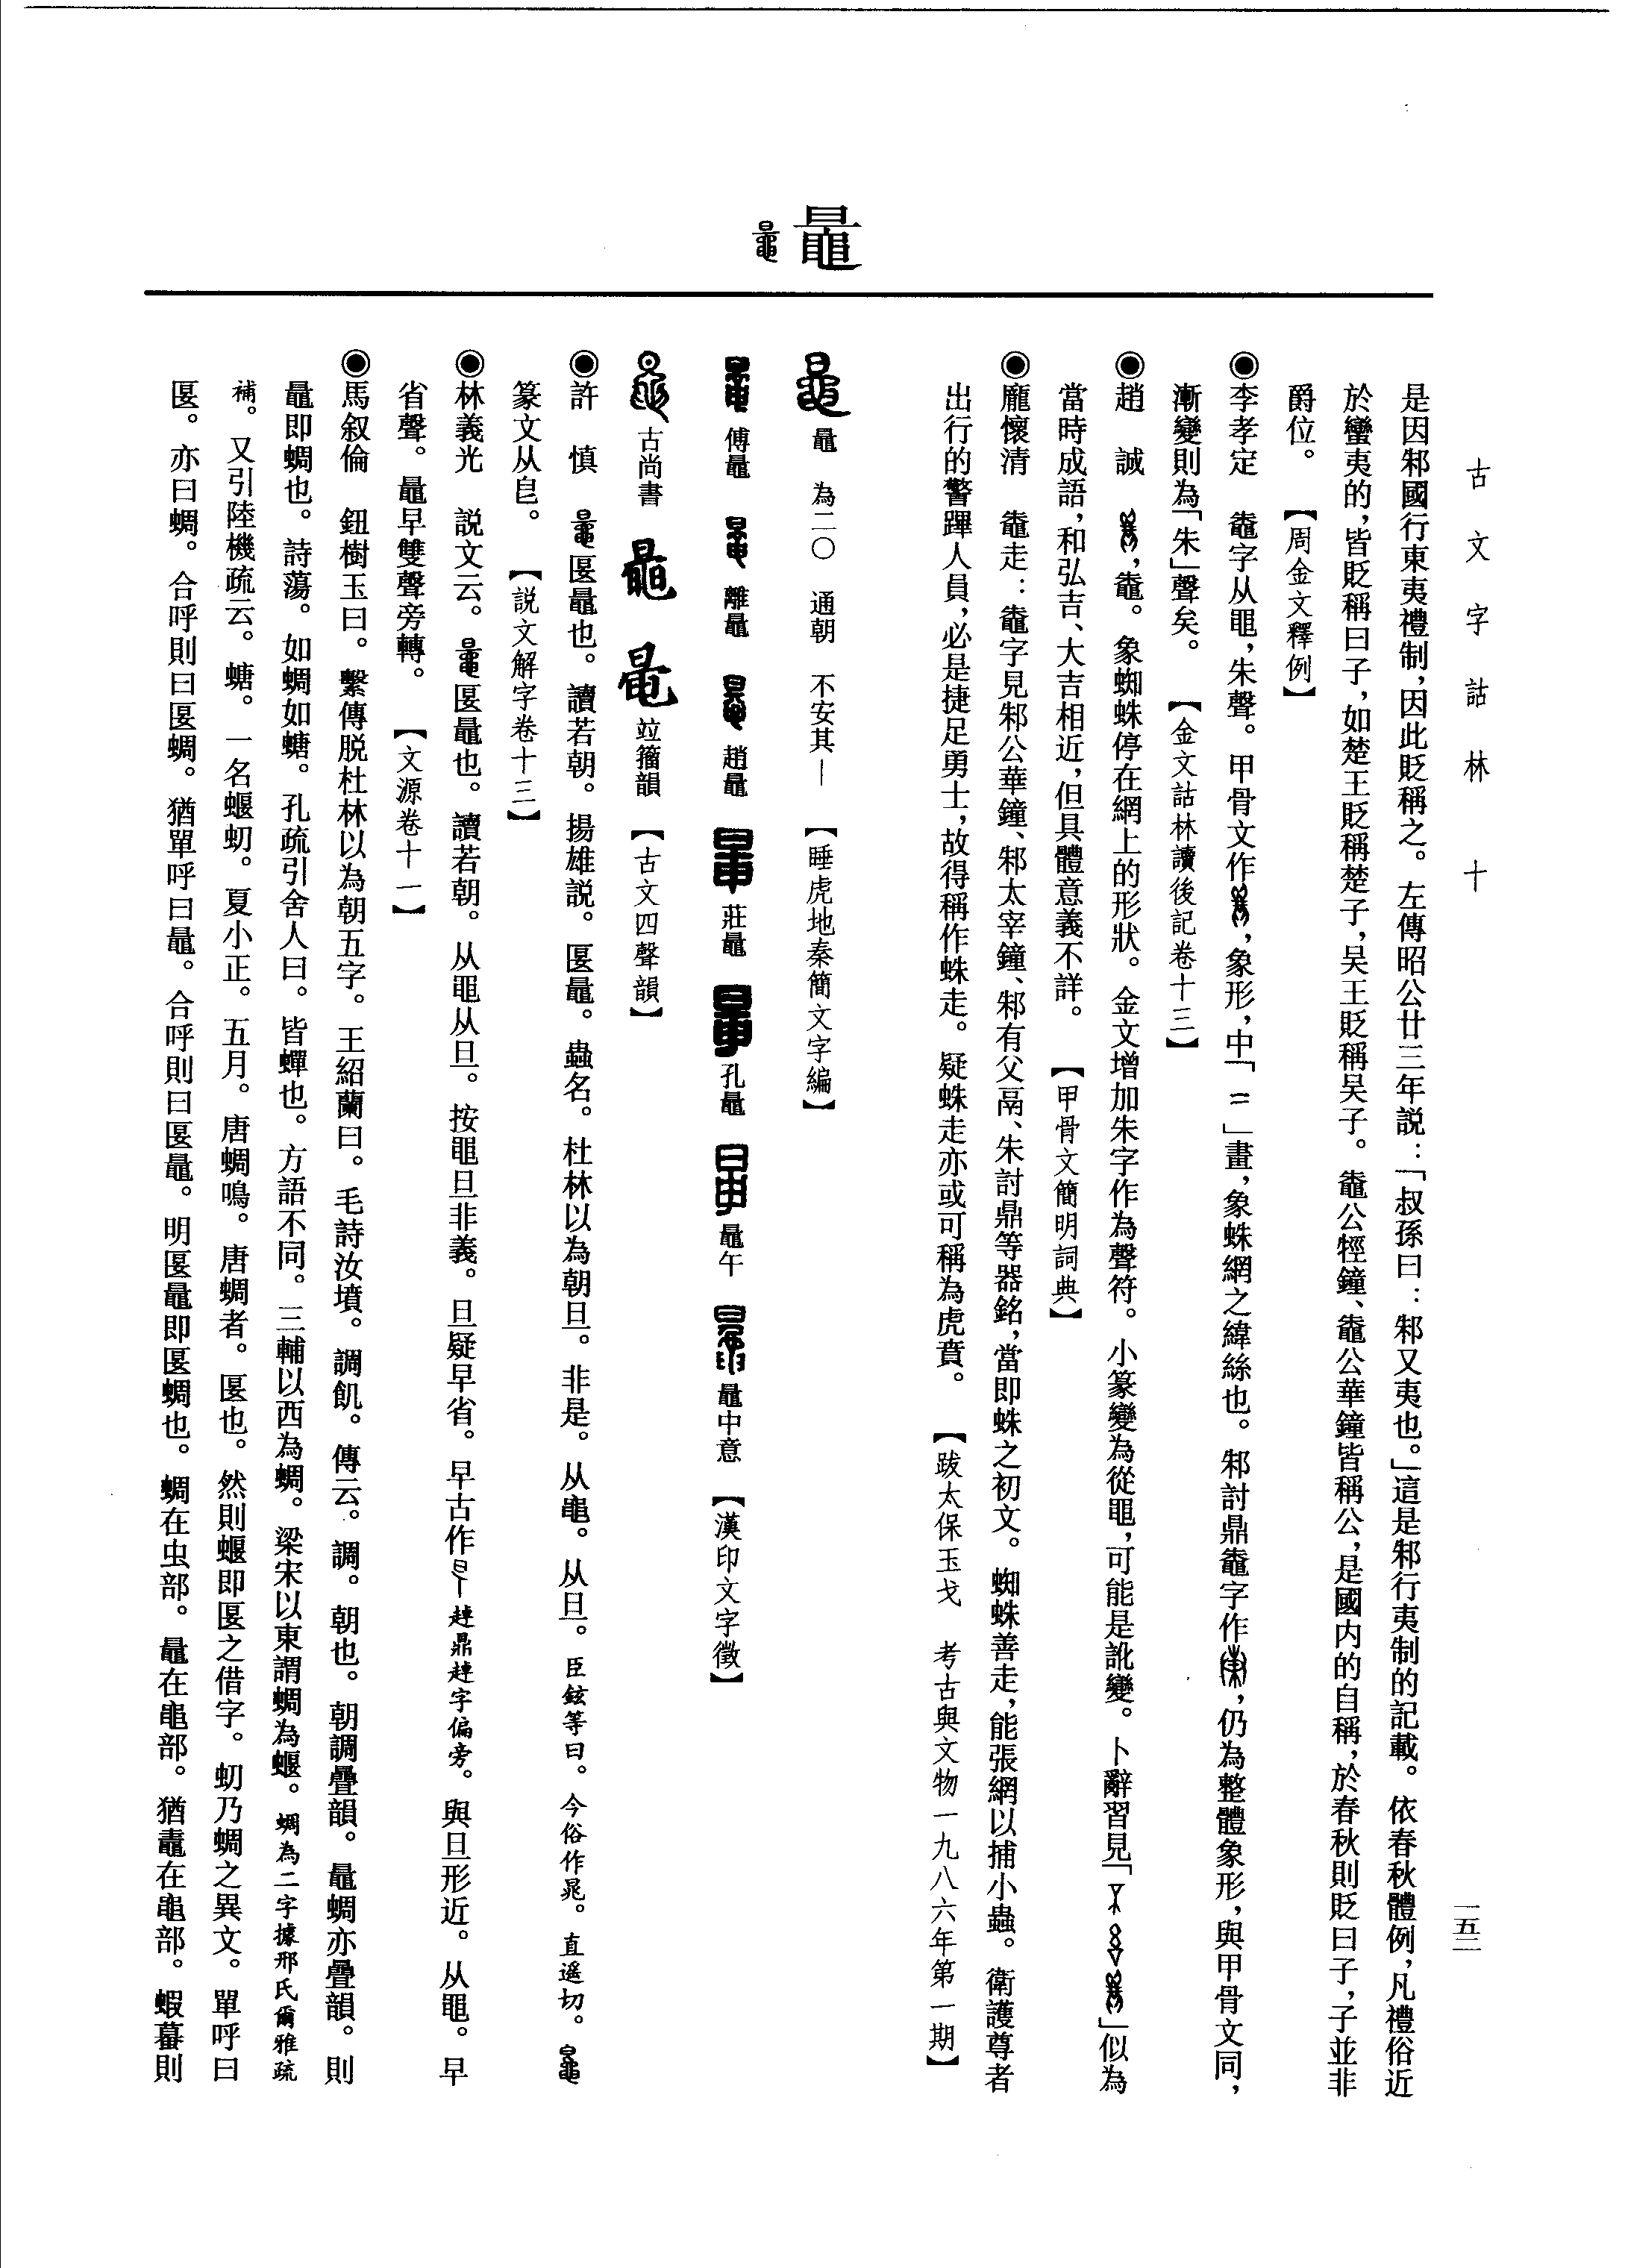 古文字詁林 十
一五二
鼂
是因邾國行東夷禮制，因此貶稱之。左傳昭公廿三年説：「叔孫曰：邾又夷也。」這是邾行夷制的記載。依春秋體例，凡禮俗近
於蠻夷的，皆貶稱曰子，如楚王貶稱楚子，吴王貶稱吴子。鼄公牼鐘、鼄公華鐘皆稱公，是國内的自稱，於春秋則貶曰子，子並非
爵位。【周金文釋例】
◉李孝定　鼄字从黽，朱聲。甲骨文作，象形，中「二」畫，象蛛網之緯絲也。邾討鼎鼄字作，仍為整體象形，與甲骨文同，
漸變則為「朱」聲矣。【金文詁林讀後記卷十三】
◉趙　誠　，鼄。象蜘蛛停在網上的形狀。金文增加朱字作為聲符。小篆變為從黽，可能是訛變。卜辭習見「」似為
當時成語，和弘吉、大吉相近，但具體意義不詳。【甲骨文簡明詞典】
◉龐懷清　鼄走：鼄字見邾公華鐘、邾太宰鐘、邾有父鬲、朱討鼎等器銘，當即蛛之初文。蜘蛛善走，能張網以捕小蟲。衛護尊者
出行的警蹕人員，必是捷足勇士，故得稱作蛛走。疑蛛走亦或可稱為虎賁。【跋太保玉戈　考古與文物一九八六年第一期】
鼂　為二〇　通朝　不安其｜【睡虎地秦簡文字編】
傅鼂　離鼂　趙鼂　莊鼂　孔鼂　鼂午　鼂中意【漢印文字徵】
古尚書　竝籀韻【古文四聲韻】
◉許　慎　鼂匽鼂也。讀若朝。揚雄説。匽鼂。蟲名。杜林以為朝旦。非是。从黽。从旦。臣鉉等曰。今俗作晁。直遥切。
篆文从皀。【説文解字卷十三】
◉林義光　説文云。鼂匽鼂也。讀若朝。从黽从旦。按黽旦非義。旦疑早省。早古作趠鼎趠字偏旁。與旦形近。从黽。早
省聲。鼂早雙聲旁轉。【文源卷十一】
◉馬叙倫　鈕樹玉曰。繫傳脱杜林以為朝五字。王紹蘭曰。毛詩汝墳。調飢。傳云。調。朝也。朝調疊韻。鼂蜩亦疊韻。則
鼂即蜩也。詩蕩。如蜩如螗。孔疏引舍人曰。皆蟬也。方語不同。三輔以西為蜩。梁宋以東謂蜩為蝘。蜩為二字據邢氏爾雅疏
補。又引陸機疏云。螗。一名蝘虭。夏小正。五月。唐蜩鳴。唐蜩者。匽也。然則蝘即匽之借字。虭乃蜩之異文。單呼曰
匽。亦曰蜩。合呼則曰匽蜩。猶單呼曰鼂。合呼則曰匽鼂。明匽鼂即匽蜩也。蜩在虫部。鼂在黽部。猶鼃在黽部。蝦蟇則